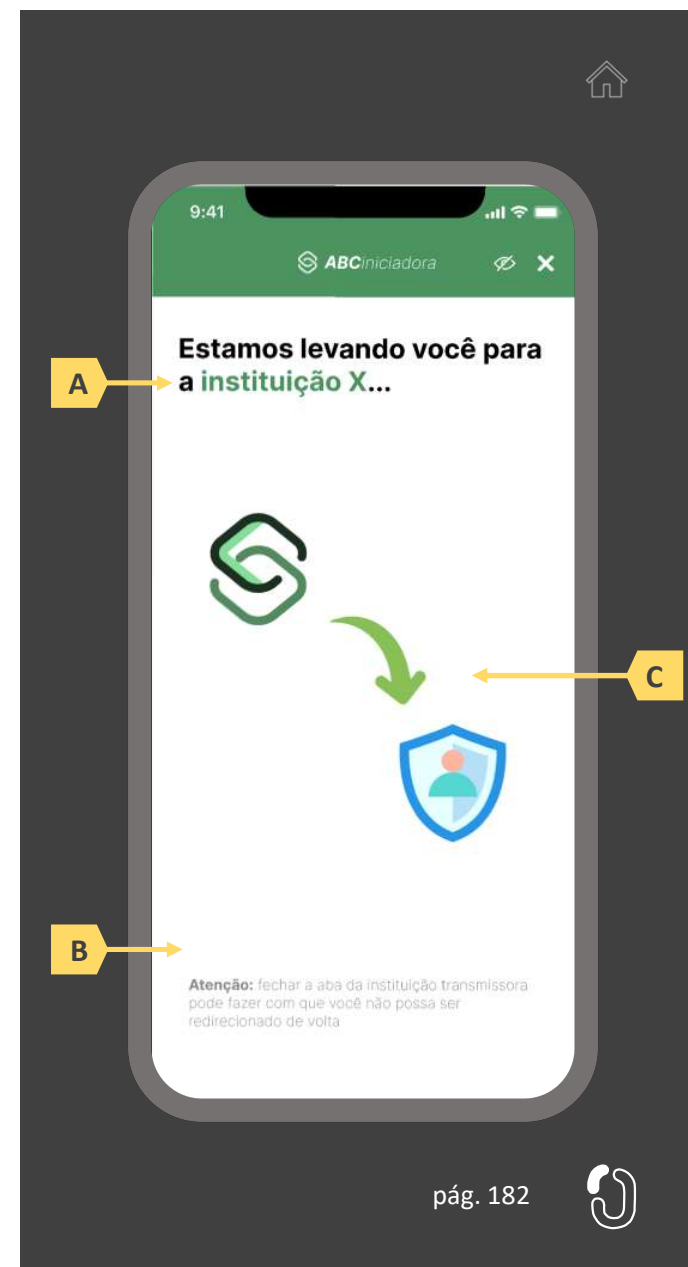 9:41
ABCiniciadora
Estamos levando você para
a instituição X...
A
C
B
Atenção: fechar a aba da instituição transmissora
pode fazer com que você não possa ser
redirecionado de volta
pág. 182